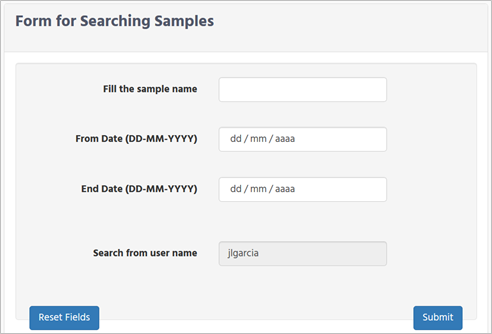 Form for Searching Samples
Fill the sample name
From Date (DD-MM-YYYY) dd / mm / aaaa
End Date (DD-MM-YYYY) dd / mm / aaaa
Search from user name jlgarcia
Reset Fields Submit